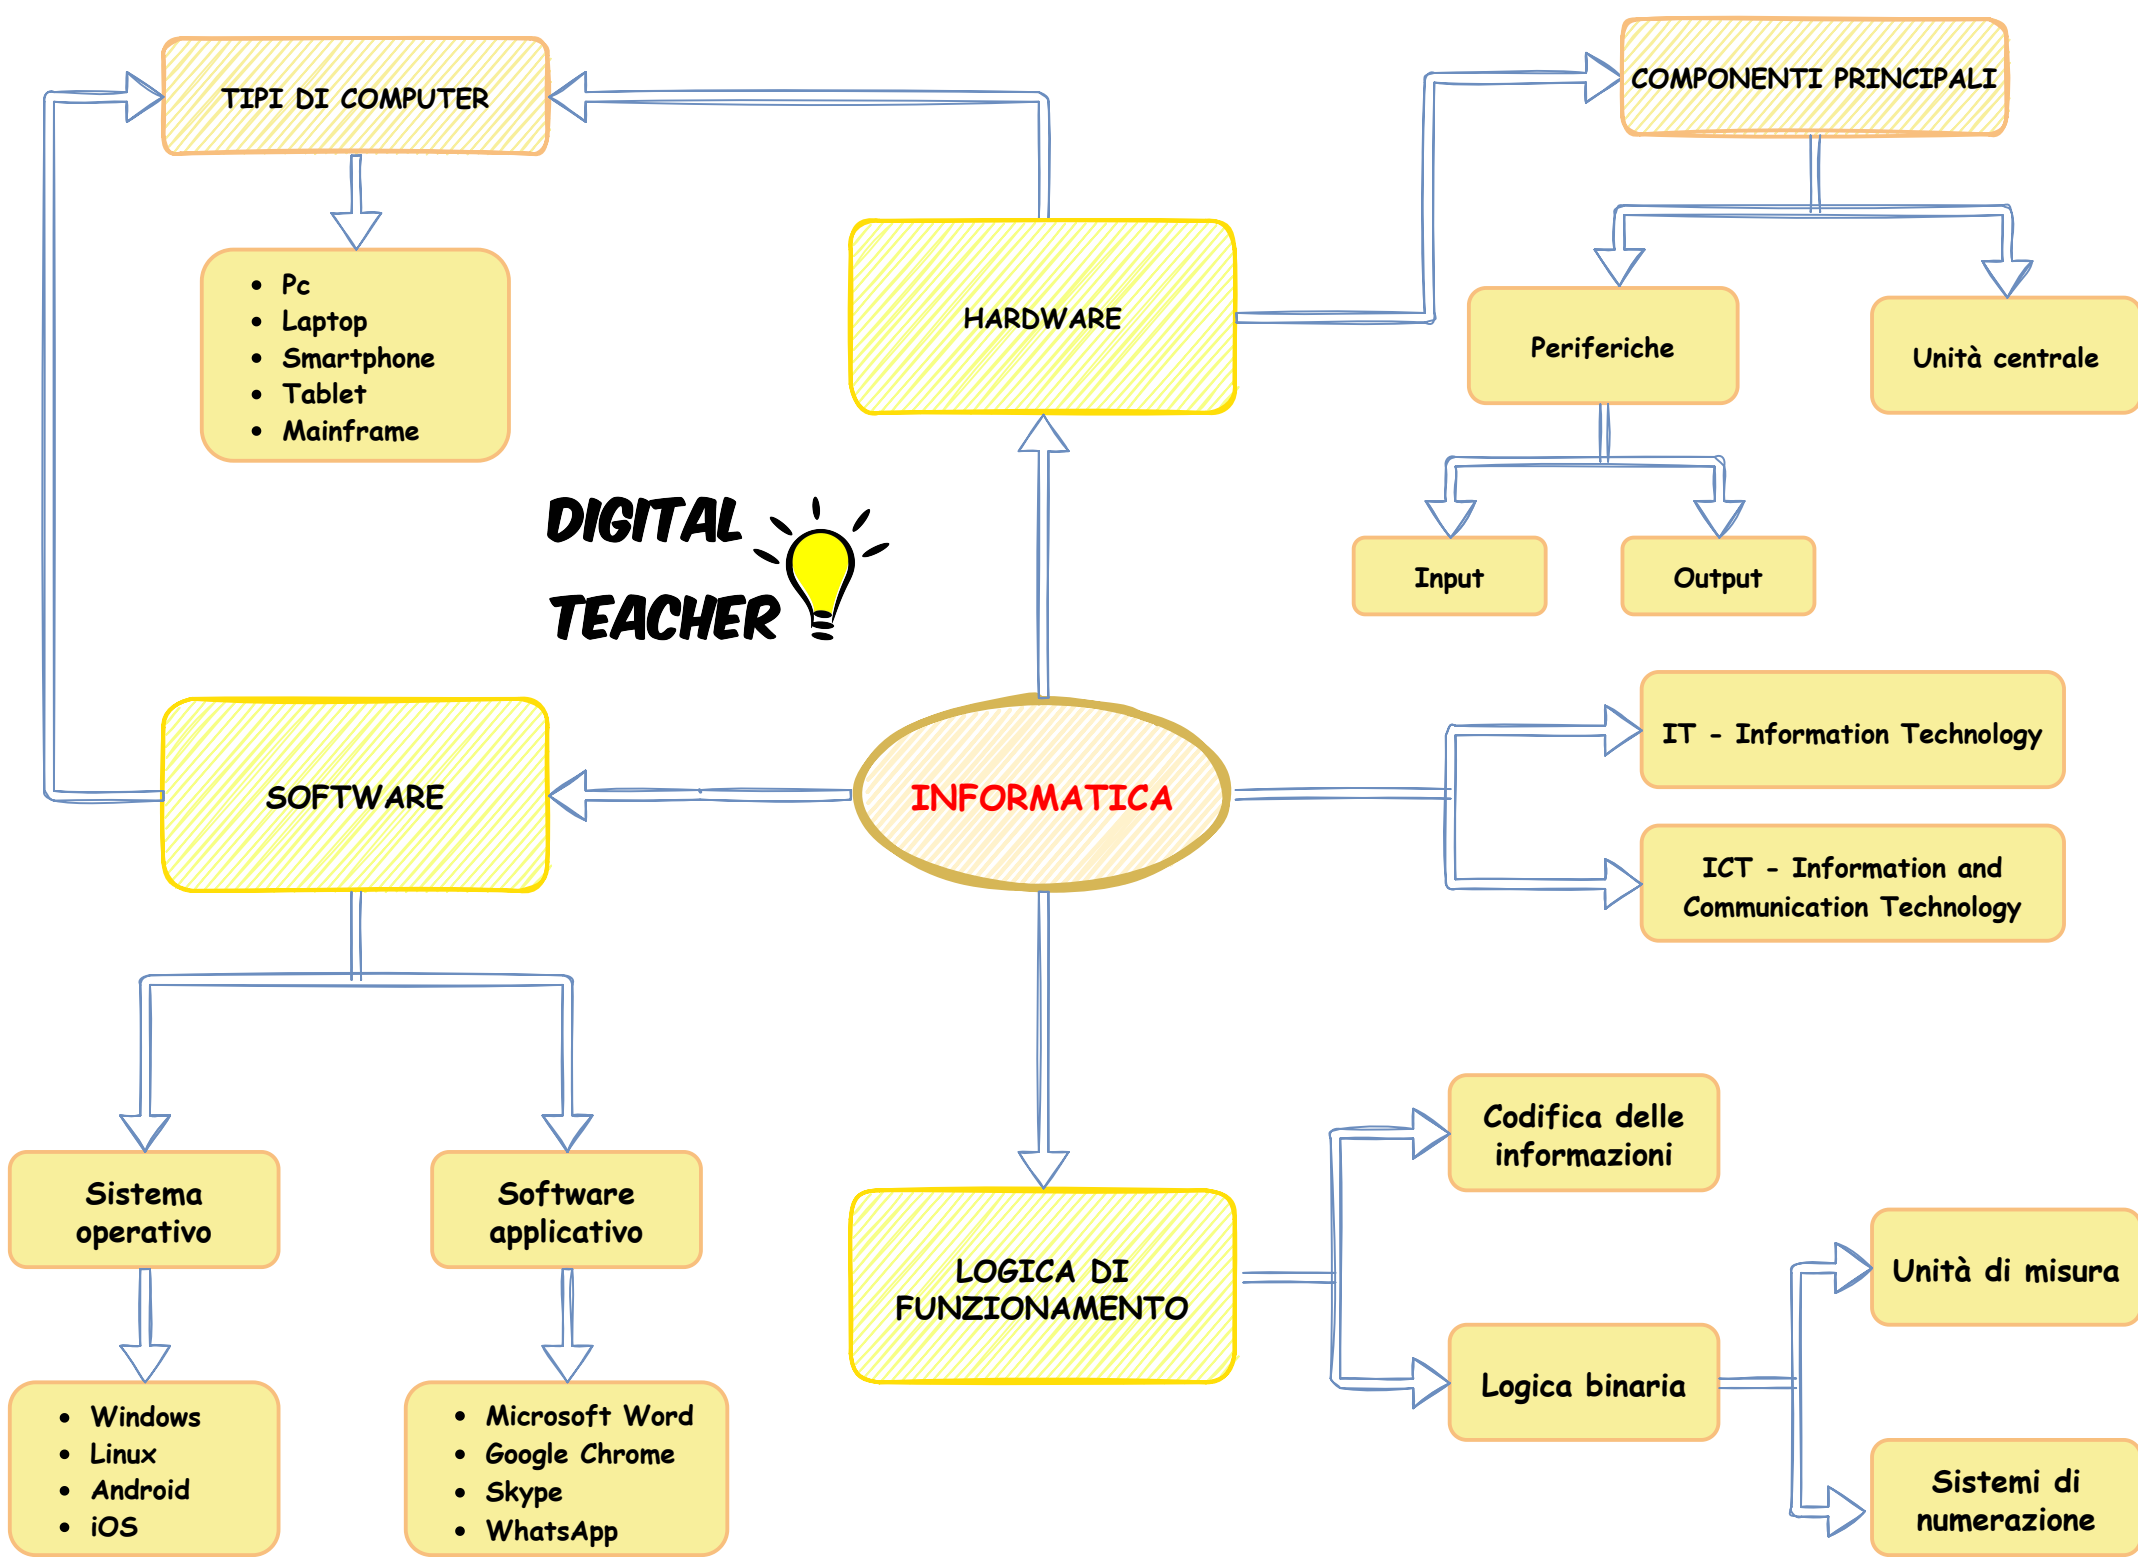 TIPI DI COMPUTER
• Pc
• Laptop
• Smartphone
• Tablet
• Mainframe
HARDWARE
COMPONENTI PRINCIPALI
Periferiche
Unità centrale
Input
Output
DIGITAL
TEACHER
SOFTWARE
INFORMATICA
IT - Information Technology
ICT - Information and
Communication Technology
Sistema
operativo
Software
applicativo
• Windows
• Linux
• Android
• iOS
• Microsoft Word
• Google Chrome
• Skype
• WhatsApp
LOGICA DI
FUNZIONAMENTO
Codifica delle
informazioni
Logica binaria
Unità di misura
Sistemi di
numerazione